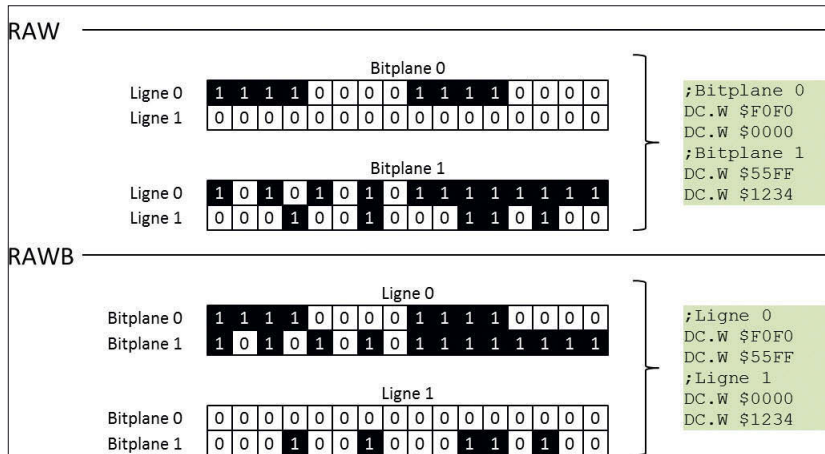 RAW
Bitplane 0
Ligne 0 1 1 1 1 0 0 0 0 1 1 1 1 0 0 0 0
Ligne 1 0 0 0 0 0 0 0 0 0 0 0 0 0 0 0 0
Bitplane 1
Ligne 0 1 0 1 0 1 0 1 0 1 1 1 1 1 1 1 1
Ligne 1 0 0 0 1 0 0 1 0 0 0 1 1 0 1 0 0
;Bitplane 0
DC.W $F0F0
DC.W $0000
;Bitplane 1
DC.W $55FF
DC.W $1234
RAWB
Ligne 0
Bitplane 0 1 1 1 1 0 0 0 0 1 1 1 1 0 0 0 0
Bitplane 1 1 0 1 0 1 0 1 0 1 1 1 1 1 1 1 1
Ligne 1
Bitplane 0 0 0 0 0 0 0 0 0 0 0 0 0 0 0 0 0
Bitplane 1 0 0 0 1 0 0 1 0 0 0 1 1 0 1 0 0
;Ligne 0
DC.W $F0F0
DC.W $55FF
;Ligne 1
DC.W $0000
DC.W $1234